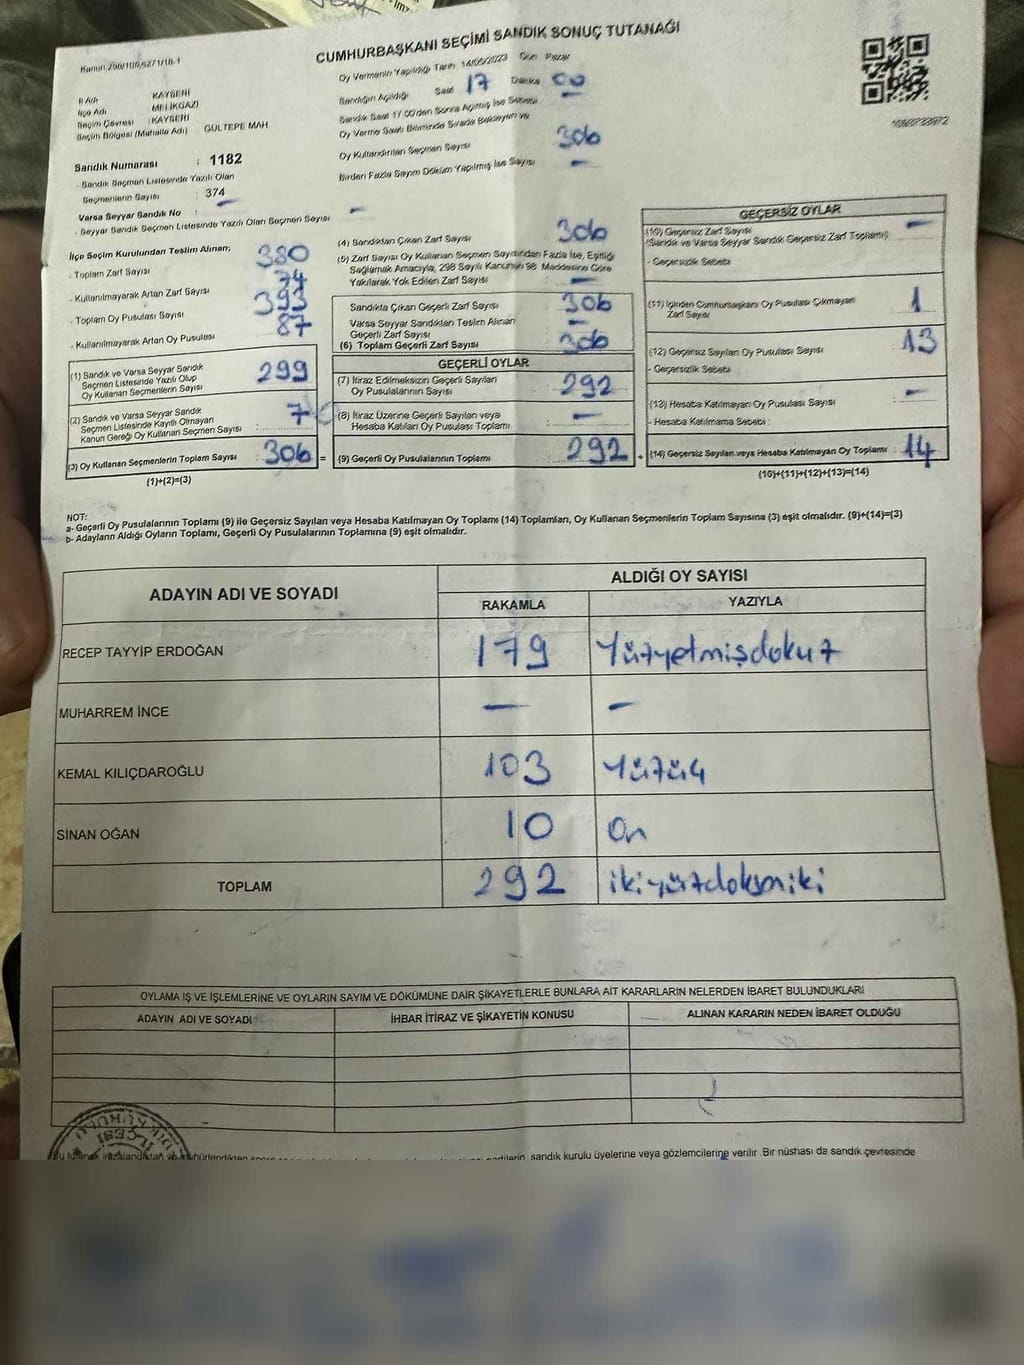 CUMHURBAŞKANI SEÇİMİ SANDIK SONUÇ TUTANAĞI
İl Adı KAYSERİ
İlçe Adı MELİKGAZİ
Seçim Çevresi : KAYSERİ
Seçim Bölgesi (Mahalle Adı) GÜLTEPE MAH
Sandık Numarası : 1182
- Sandık Seçmen Listesinde Yazılı Olan
Seçmenlerin Sayısı : 374
Varsa Seyyar Sandık No : -
- Seyyar Sandık Seçmen Listesinde Yazılı Olan Seçmen Sayısı -
Oy Vermenin Yapıldığı Tarih 14/05/2023 Gün Pazar
Sandığın Açıldığı Saat 17 Dakika 00
Sandık Saat 17.00'den Sonra Açılmış İse Sebebi
Oy Verme Saati Bitiminde Sırada Bekleyen ve
Oy Kullandırılan Seçmen Sayısı 306
Birden Fazla Sayım Döküm Yapılmış İse Sayısı -
İlçe Seçim Kurulundan Teslim Alınan;
- Toplam Zarf Sayısı 380
- Kullanılmayarak Artan Zarf Sayısı 74
- Toplam Oy Pusulası Sayısı 393
- Kullanılmayarak Artan Oy Pusulası 87
(1) Sandık ve Varsa Seyyar Sandık
Seçmen Listesinde Yazılı Olup
Oy Kullanan Seçmenlerin Sayısı : 299
(2) Sandık ve Varsa Seyyar Sandık
Seçmen Listesinde Kayıtlı Olmayan
Kanun Gereği Oy Kullanan Seçmen Sayısı : 7
(3) Oy Kullanan Seçmenlerin Toplam Sayısı : 306 =
(1)+(2)=(3)
(4) Sandıktan Çıkan Zarf Sayısı : 306
(5) Zarf Sayısı Oy Kullanan Seçmen Sayısından Fazla İse, Eşitliği
Sağlamak Amacıyla, 298 Sayılı Kanunun 98. Maddesine Göre
Yakılarak Yok Edilen Zarf Sayısı : -
Sandıkta Çıkan Geçerli Zarf Sayısı : 306
Varsa Seyyar Sandıktan Teslim Alınan
Geçerli Zarf Sayısı : -
(6) Toplam Geçerli Zarf Sayısı : 306
GEÇERLİ OYLAR
(7) İtiraz Edilmeksizin Geçerli Sayılan
Oy Pusulalarının Sayısı : 292
(8) İtiraz Üzerine Geçerli Sayılan veya
Hesaba Katılan Oy Pusulası Toplamı : -
(9) Geçerli Oy Pusulalarının Toplamı : 292 +
GEÇERSİZ OYLAR
(10) Geçersiz Zarf Sayısı -
(Sandık ve Varsa Seyyar Sandık Geçersiz Zarf Toplamı)
- Geçersizlik Sebebi
(11) İçinden Cumhurbaşkanı Oy Pusulası Çıkmayan
Zarf Sayısı : 1
(12) Geçersiz Sayılan Oy Pusulası Sayısı : 13
- Geçersizlik Sebebi
(13) Hesaba Katılmayan Oy Pusulası Sayısı : -
- Hesaba Katılmama Sebebi :
(14) Geçersiz Sayılan veya Hesaba Katılmayan Oy Toplamı : 14
(10)+(11)+(12)+(13)=(14)
NOT:
a- Geçerli Oy Pusulalarının Toplamı (9) ile Geçersiz Sayılan veya Hesaba Katılmayan Oy Toplamı (14) Toplamları, Oy Kullanan Seçmenlerin Toplam Sayısına (3) eşit olmalıdır. (9)+(14)=(3)
b- Adayların Aldığı Oyların Toplamı, Geçerli Oy Pusulalarının Toplamına (9) eşit olmalıdır.
ADAYIN ADI VE SOYADI
ALDIĞI OY SAYISI
RAKAMLA YAZIYLA
RECEP TAYYİP ERDOĞAN 179 Yüzyetmişdokuz
MUHARREM İNCE - -
KEMAL KILIÇDAROĞLU 103 Yüzüç
SİNAN OĞAN 10 On
TOPLAM 292 ikiyüzdoksaniki
OYLAMA İŞ VE İŞLEMLERİNE VE OYLARIN SAYIM VE DÖKÜMÜNE DAİR ŞİKAYETLERLE BUNLARA AİT KARARLARIN NELERDEN İBARET BULUNDUKLARI
ADAYIN ADI VE SOYADI İHBAR İTİRAZ VE ŞİKAYETİN KONUSU ALINAN KARARIN NEDEN İBARET OLDUĞU
sandık kurulu üyelerine veya gözlemcilerine verilir. Bir nüshası da sandık çevresinde